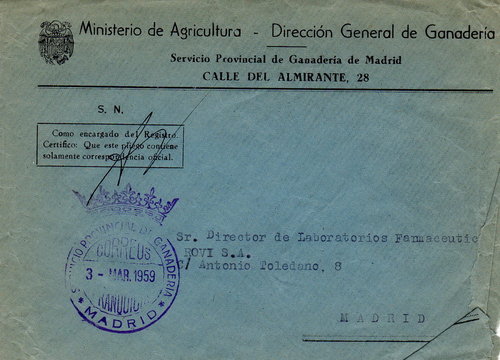 Ministerio de Agricultura - Dirección General de Ganadería
Servicio Provincial de Ganadería de Madrid
CALLE DEL ALMIRANTE, 28
S. N.
Como encargado del Registro.
Certifico: Que este pliego contiene
solamente correspondencia oficial.
SERVICIO PROVINCIAL DE GANADERIA
CORREOS
3 - MAR. 1959
FRANQUICIA
* MADRID *
Sr. Director de Laboratorios Farmaceutic
ROVI S.A.
C/ Antonio Toledano, 8
MADRID